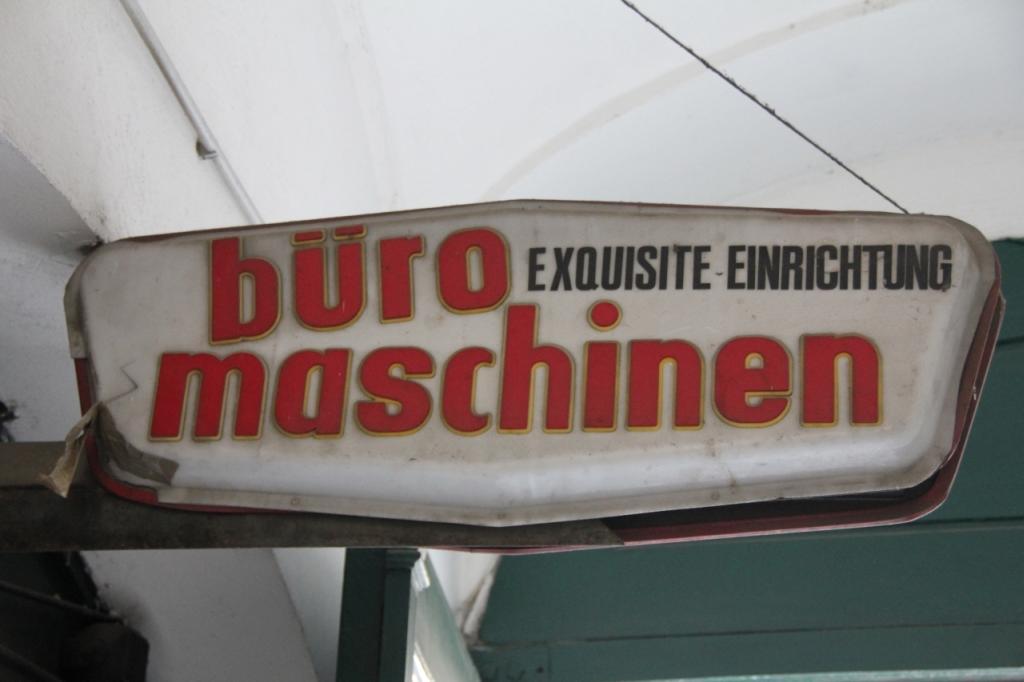 büro EXQUISITE EINRICHTUNG
maschinen